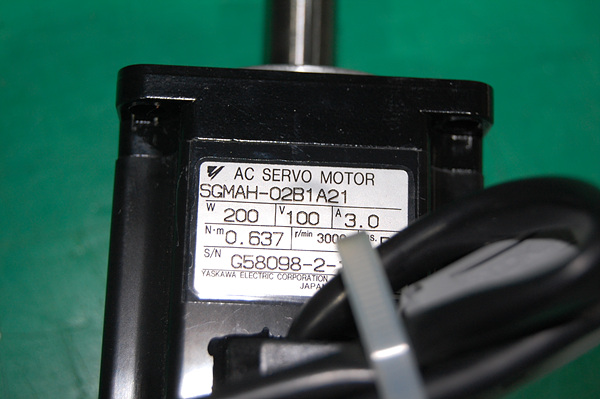 AC SERVO MOTOR
SGMAH-02B1A21
W 200 V 100 A 3.0
N·m 0.637 r/min 3000
S/N G58098-2-
YASKAWA ELECTRIC CORPORATION
JAPAN